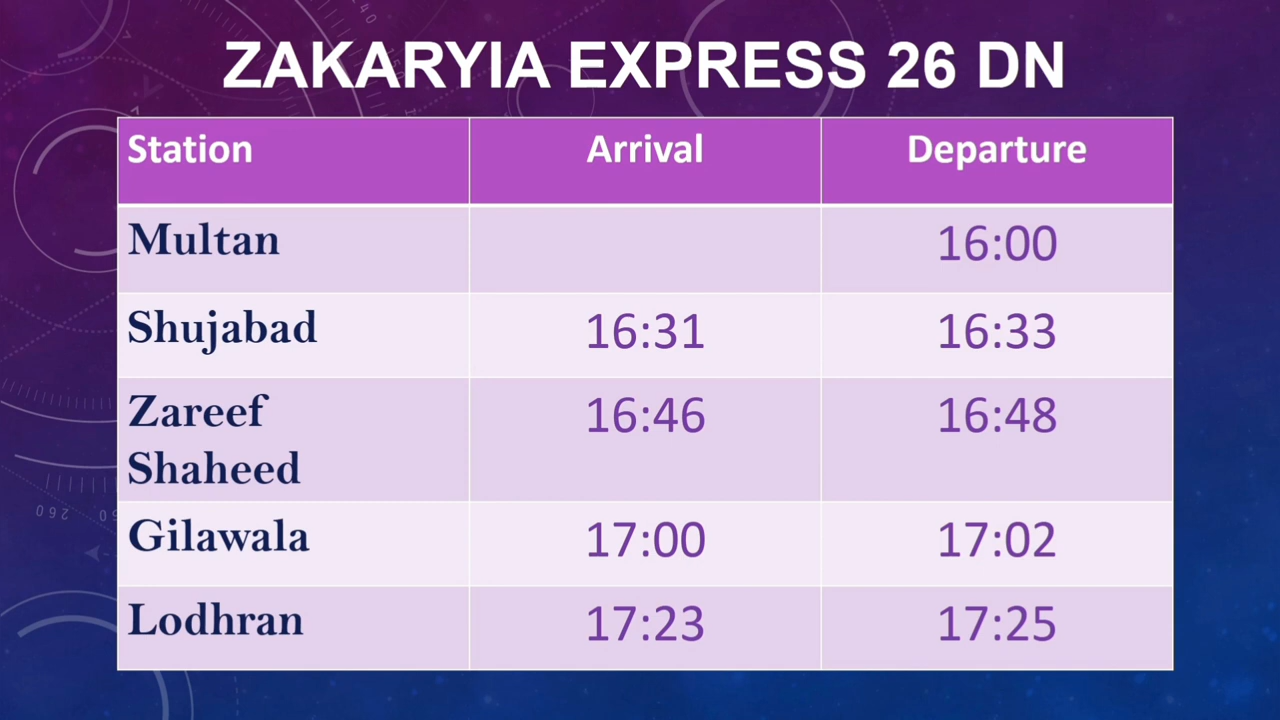 ZAKARYIA EXPRESS 26 DN
Station Arrival Departure
Multan 16:00
Shujabad 16:31 16:33
Zareef 16:46 16:48
Shaheed
Gilawala 17:00 17:02
Lodhran 17:23 17:25
260